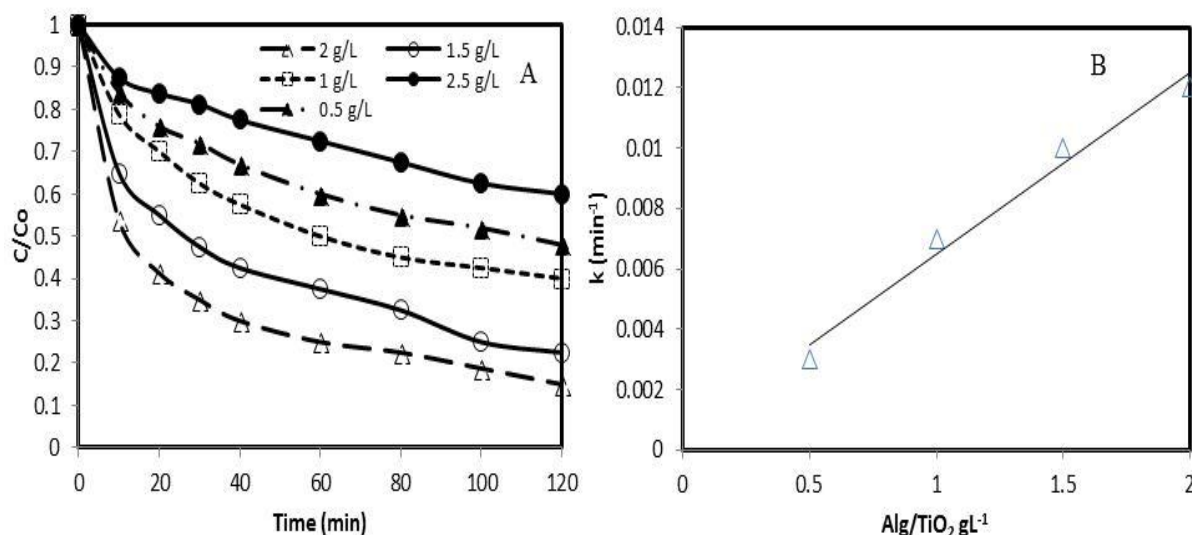 1
0.9
0.8
0.7
0.6
0.5
0.4
0.3
0.2
0.1
0
C/Co
2 g/L
1.5 g/L
1 g/L
2.5 g/L
0.5 g/L
A
0 20 40 60 80 100 120
Time (min)
0.014
0.012
0.01
0.008
0.006
0.004
0.002
0
k (min⁻¹)
B
0 0.5 1 1.5 2
Alg/TiO₂ gL⁻¹